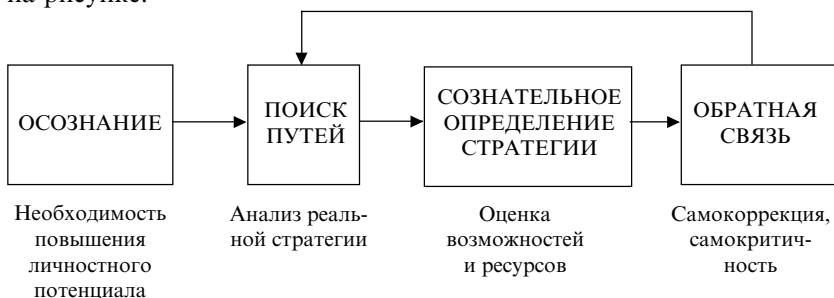 на рисунке.
ОСОЗНАНИЕ
ПОИСК
ПУТЕЙ
СОЗНАТЕЛЬНОЕ
ОПРЕДЕЛЕНИЕ
СТРАТЕГИИ
ОБРАТНАЯ
СВЯЗЬ
Необходимость
повышения
личностного
потенциала
Анализ реаль-
ной стратегии
Оценка
возможностей
и ресурсов
Самокоррекция,
самокритич-
ность